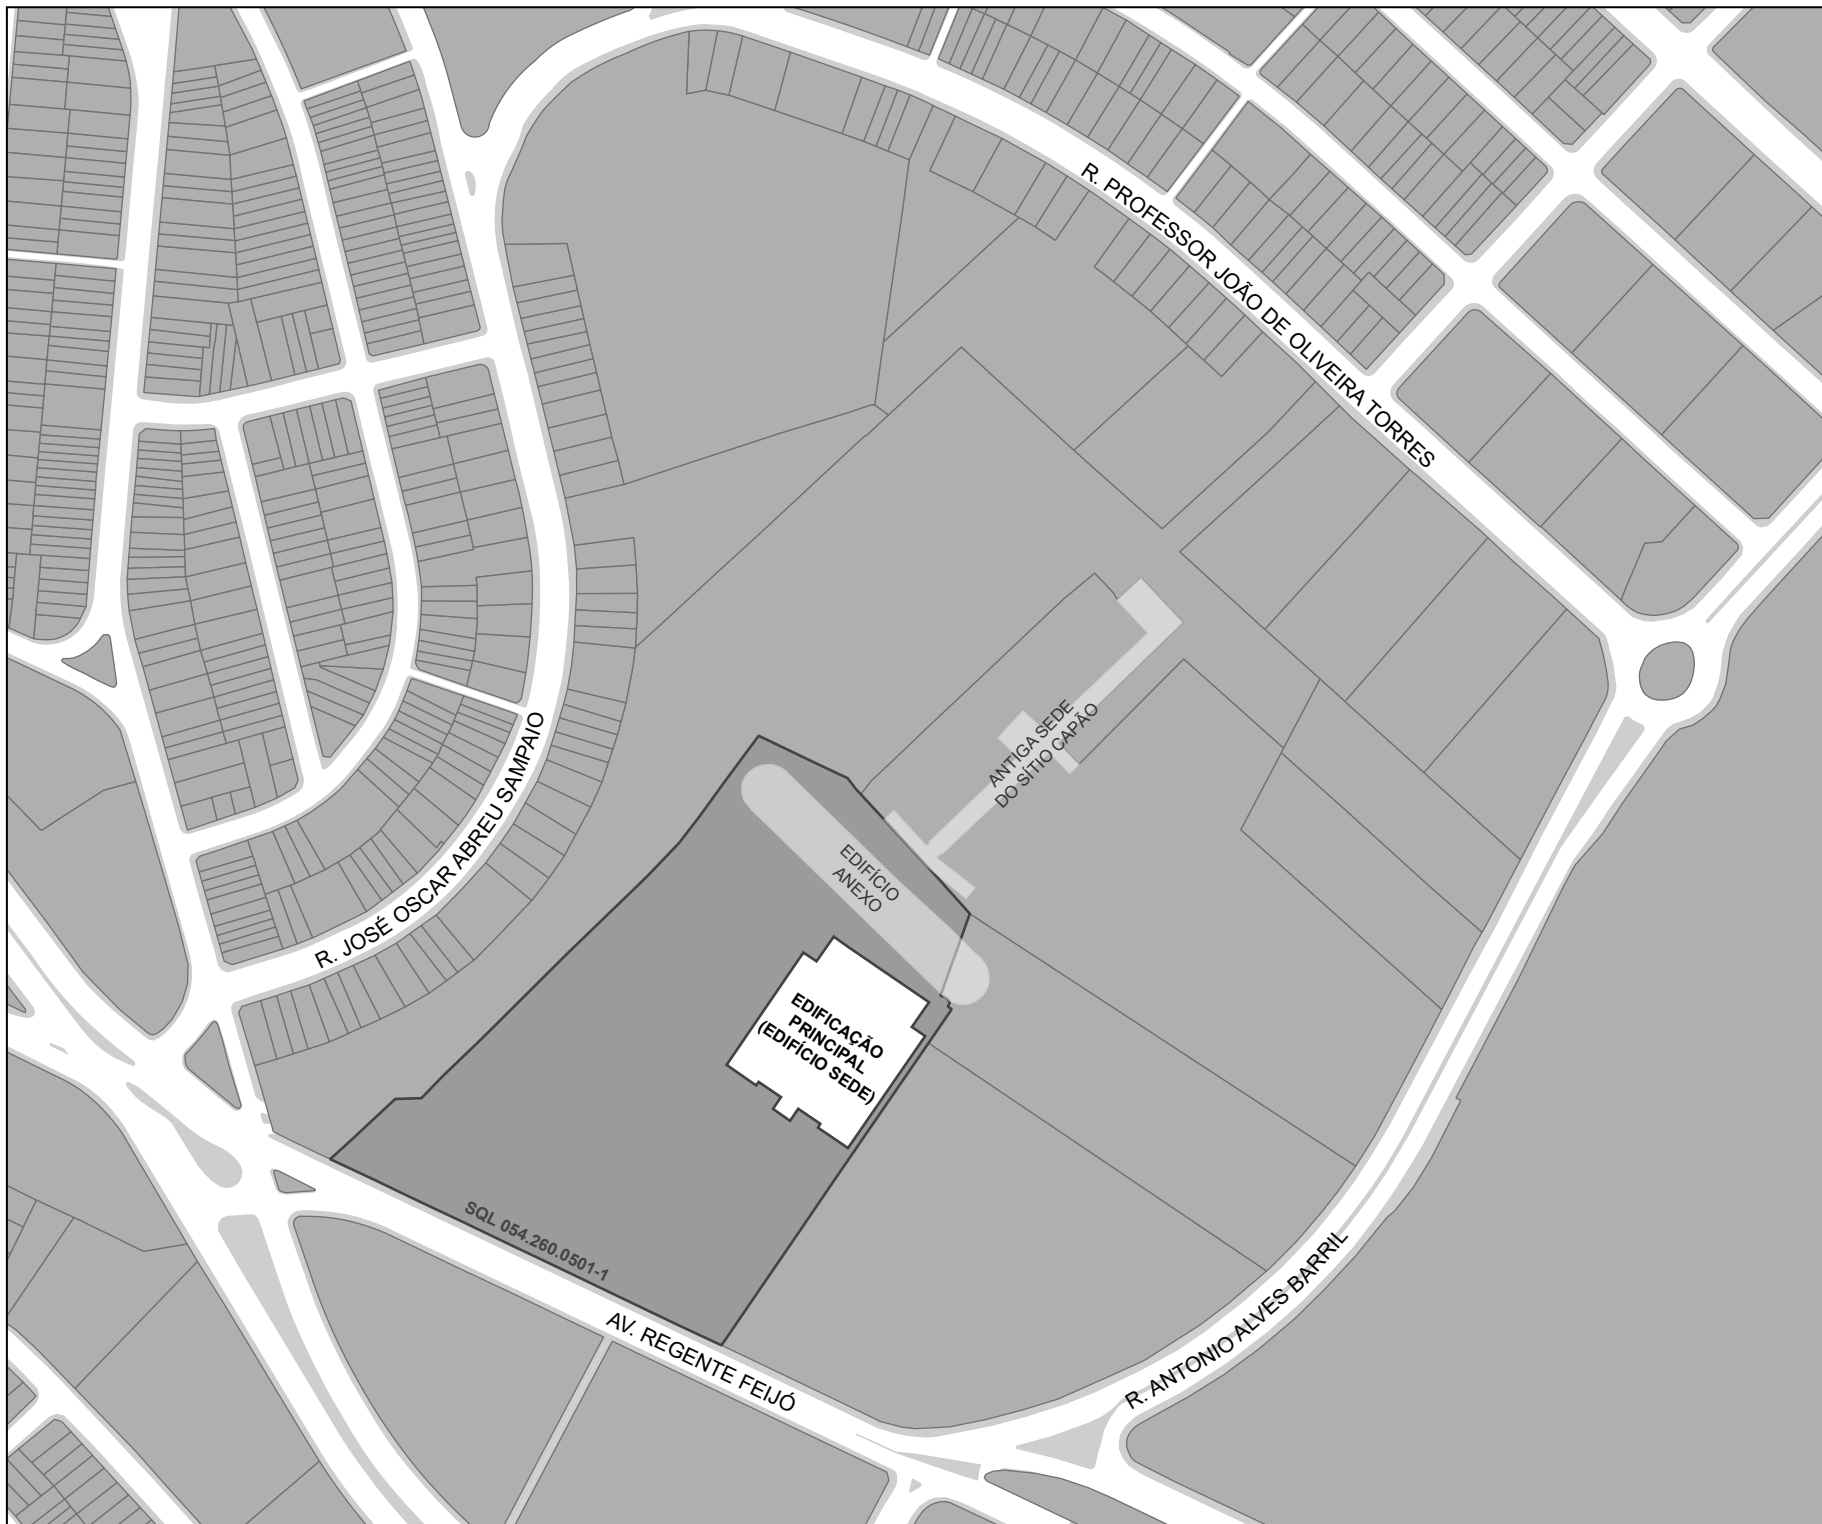 R. PROFESSOR JOÃO DE OLIVEIRA TORRES
ANTIGA SEDE
DO SÍTIO CAPÃO
R. JOSÉ OSCAR ABREU SAMPAIO
EDIFÍCIO
ANEXO
EDIFICAÇÃO
PRINCIPAL
(EDIFÍCIO SEDE)
SQL 054.260.0501-1
AV. REGENTE FEIJÓ
R. ANTONIO ALVES BARRIL